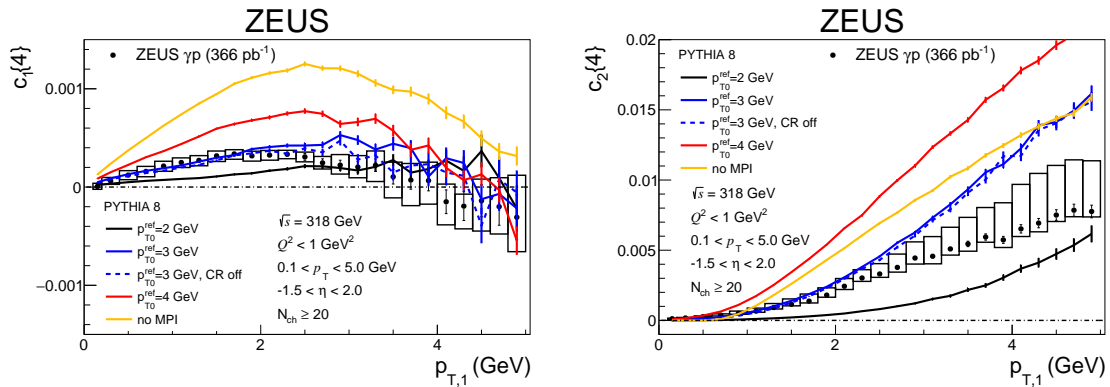 ZEUS
c₁{4}
ZEUS γp (366 pb⁻¹)
0.001
0
−0.001
PYTHIA 8
p_T0^ref=2 GeV
p_T0^ref=3 GeV
p_T0^ref=3 GeV, CR off
p_T0^ref=4 GeV
no MPI
√s = 318 GeV
Q² < 1 GeV²
0.1 < p_T < 5.0 GeV
-1.5 < η < 2.0
N_ch ≥ 20
0
2
4
p_T,1 (GeV)
ZEUS
c₂{4}
0.02
0.015
0.01
0.005
0
PYTHIA 8
p_T0^ref=2 GeV
p_T0^ref=3 GeV
p_T0^ref=3 GeV, CR off
p_T0^ref=4 GeV
no MPI
ZEUS γp (366 pb⁻¹)
√s = 318 GeV
Q² < 1 GeV²
0.1 < p_T < 5.0 GeV
-1.5 < η < 2.0
N_ch ≥ 20
0
2
4
p_T,1 (GeV)